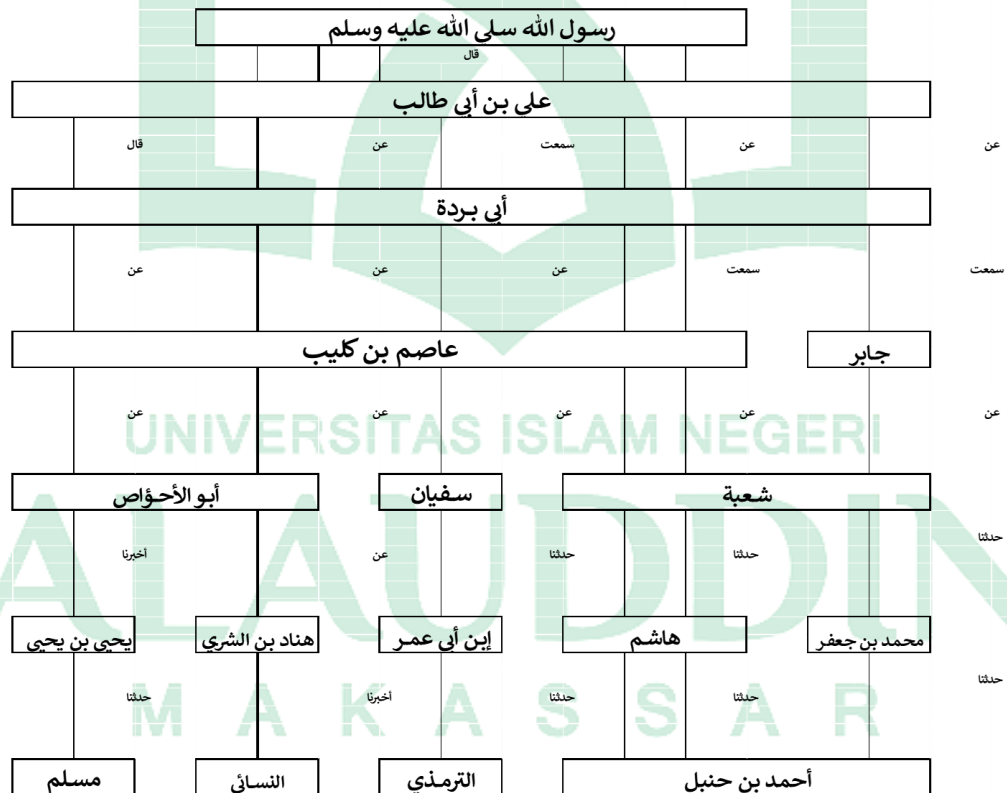 رسول الله سلي الله عليه وسلم
قال
علي بن أبي طالب
عن عن سمعت عن قال
أبي بردة
سمعت سمعت عن عن عن
جابر عاصم بن كليب
عن عن عن عن عن
UNIVERSITAS ISLAM NEGERI
شعبة سفيان أبو الأحؤاص
حدثنا حدثنا حدثنا عن أخبرنا
ALAUDDIN
محمد بن جعفر هاشم إبن أبي عمر هناد بن الشري يحيى بن يحيى
حدثنا حدثنا حدثنا أخبرنا حدثنا
MAKASSAR
أحمد بن حنبل الترمذي النسائي مسلم